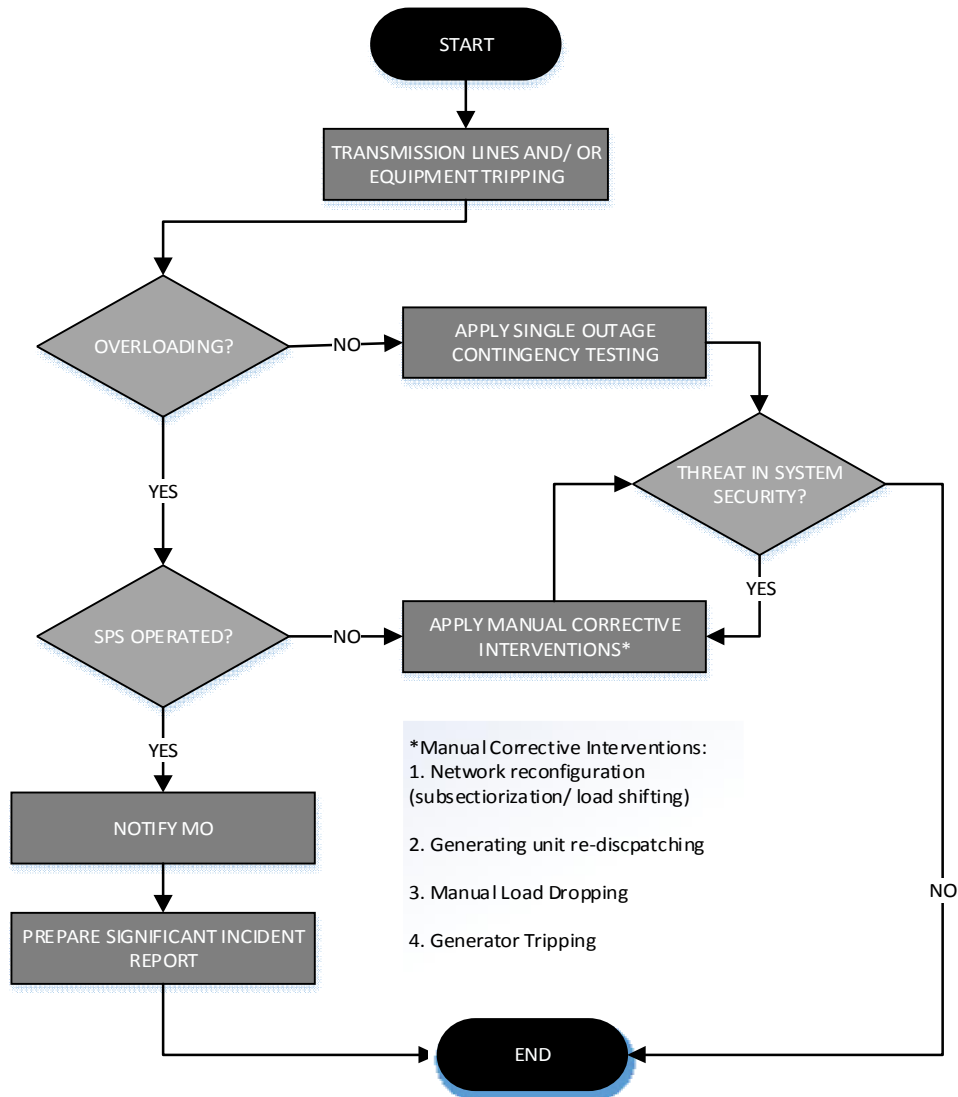 START
TRANSMISSION LINES AND/ OR
EQUIPMENT TRIPPING
OVERLOADING?
NO
APPLY SINGLE OUTAGE
CONTINGENCY TESTING
THREAT IN SYSTEM
SECURITY?
YES
YES
SPS OPERATED?
NO
APPLY MANUAL CORRECTIVE
INTERVENTIONS*
YES
NOTIFY MO
PREPARE SIGNIFICANT INCIDENT
REPORT
*Manual Corrective Interventions:
1. Network reconfiguration
(subsectiorization/ load shifting)
2. Generating unit re-discpatching
3. Manual Load Dropping
4. Generator Tripping
NO
END